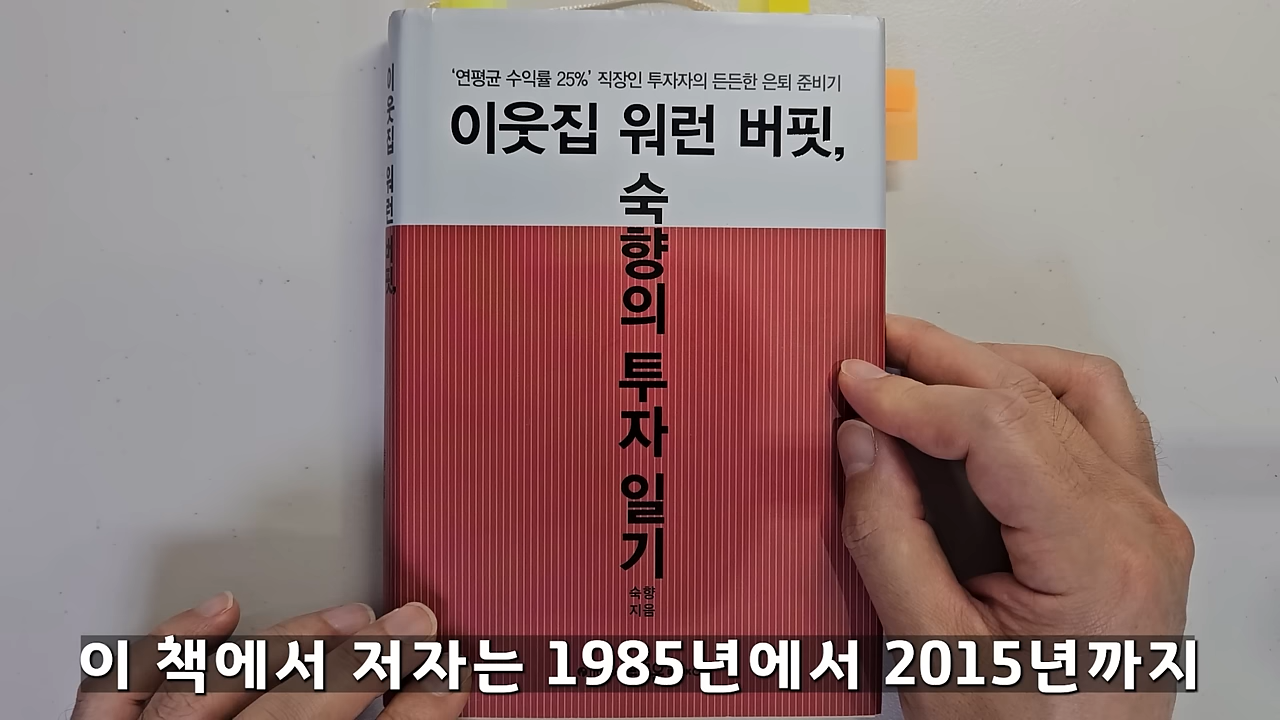 '연평균 수익률 25%' 직장인 투자자의 든든한 은퇴 준비기
이웃집 워런 버핏,
숙향의 투자 일기
숙향
지음
이웃집 워런 버핏,
이 책에서 저자는 1985년에서 2015년까지